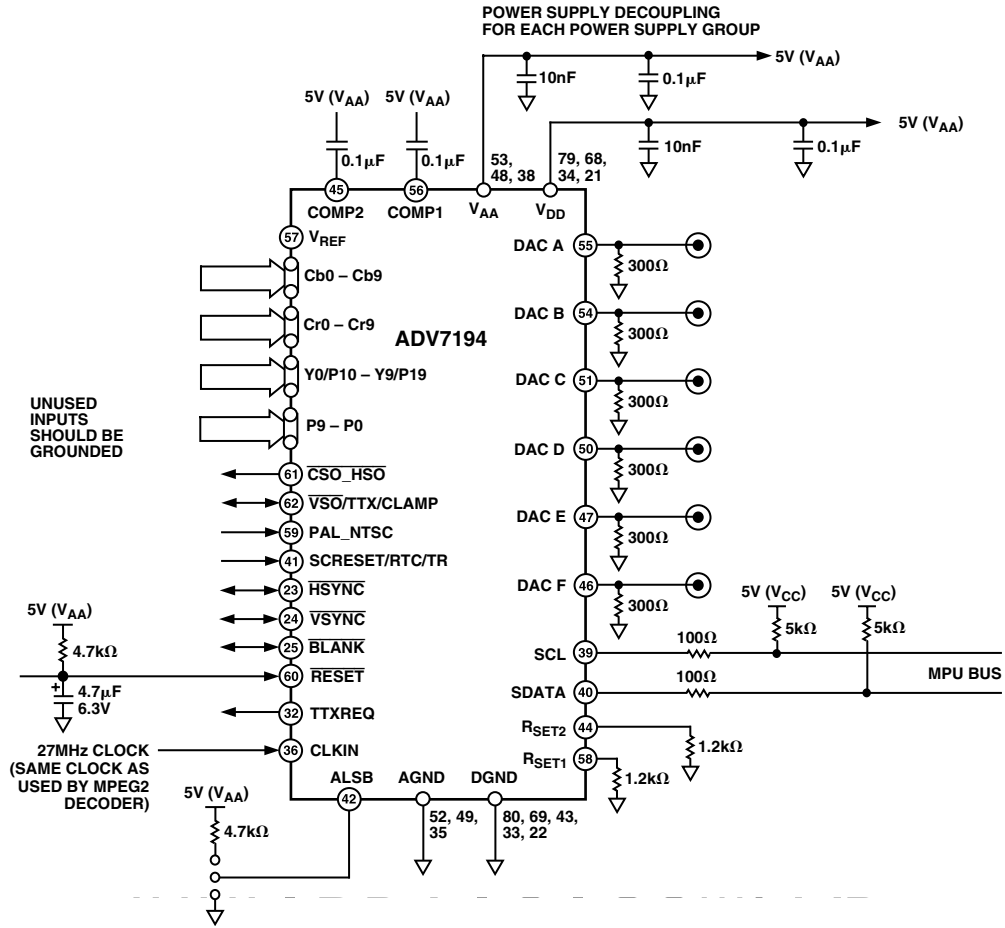 POWER SUPPLY DECOUPLING
FOR EACH POWER SUPPLY GROUP
5V (VAA)
10nF
0.1µF
5V (VAA)
5V (VAA)
5V (VAA)
10nF
0.1µF
0.1µF
0.1µF
53,
48, 38
79, 68,
34, 21
45
56
COMP2
COMP1
VAA
VDD
57
VREF
Cb0 – Cb9
Cr0 – Cr9
Y0/P10 – Y9/P19
P9 – P0
ADV7194
UNUSED
INPUTS
SHOULD BE
GROUNDED
61
CSO_HSO
62
VSO/TTX/CLAMP
59
PAL_NTSC
41
SCRESET/RTC/TR
23
HSYNC
24
VSYNC
25
BLANK
60
RESET
32
TTXREQ
36
CLKIN
5V (VAA)
4.7kΩ
+
4.7µF
6.3V
27MHz CLOCK
(SAME CLOCK AS
USED BY MPEG2
DECODER)
DAC A
55
300Ω
DAC B
54
300Ω
DAC C
51
300Ω
DAC D
50
300Ω
DAC E
47
300Ω
DAC F
46
300Ω
5V (VCC)
5V (VCC)
5kΩ
5kΩ
SCL
39
100Ω
MPU BUS
SDATA
40
100Ω
RSET2
44
1.2kΩ
RSET1
58
1.2kΩ
ALSB
AGND
DGND
42
52, 49,
35
80, 69, 43,
33, 22
5V (VAA)
4.7kΩ